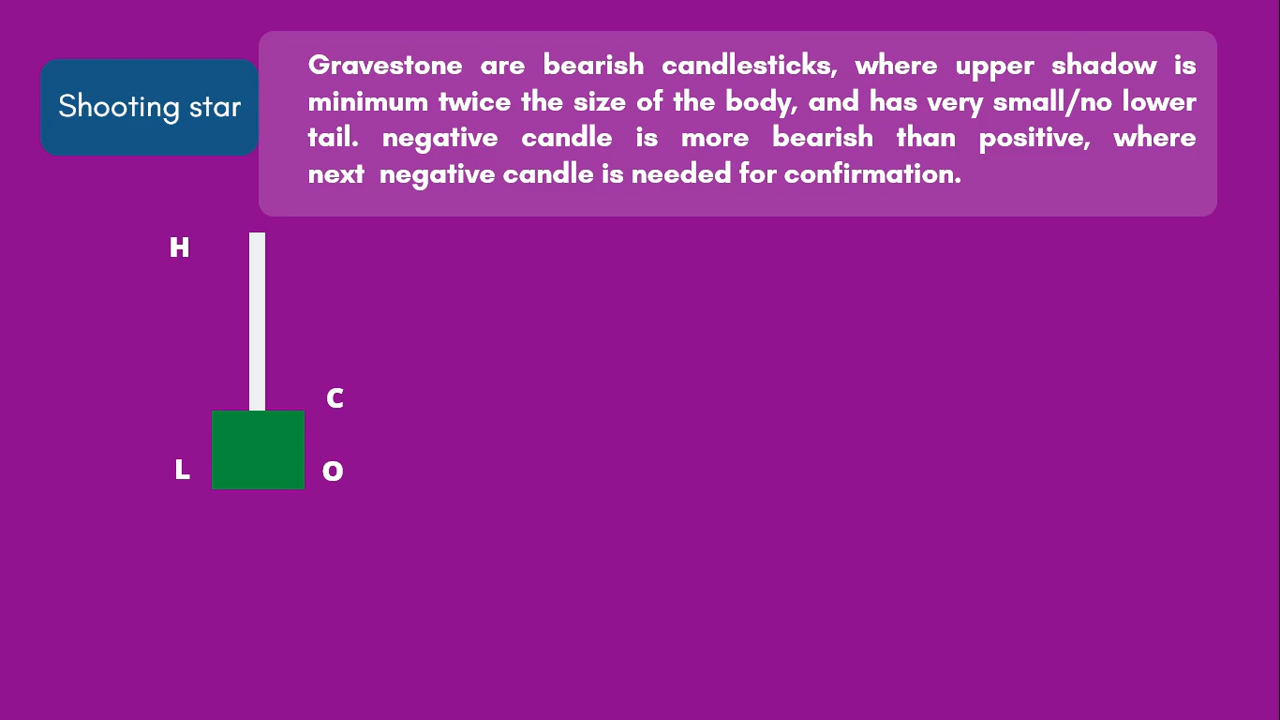 Shooting star
Gravestone are bearish candlesticks, where upper shadow is
minimum twice the size of the body, and has very small/no lower
tail. negative candle is more bearish than positive, where
next negative candle is needed for confirmation.
H
C
L
O